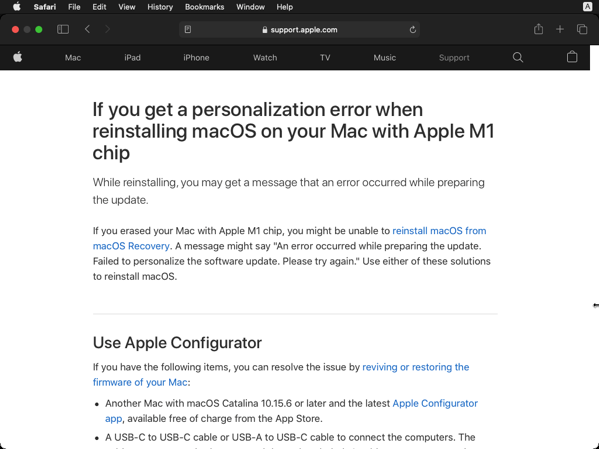 Safari File Edit View History Bookmarks Window Help A
support.apple.com
Mac iPad iPhone Watch TV Music Support
If you get a personalization error when
reinstalling macOS on your Mac with Apple M1
chip
While reinstalling, you may get a message that an error occurred while preparing
the update.
If you erased your Mac with Apple M1 chip, you might be unable to reinstall macOS from
macOS Recovery. A message might say "An error occurred while preparing the update.
Failed to personalize the software update. Please try again." Use either of these solutions
to reinstall macOS.
Use Apple Configurator
If you have the following items, you can resolve the issue by reviving or restoring the
firmware of your Mac:
• Another Mac with macOS Catalina 10.15.6 or later and the latest Apple Configurator
app, available free of charge from the App Store.
• A USB-C to USB-C cable or USB-A to USB-C cable to connect the computers. The